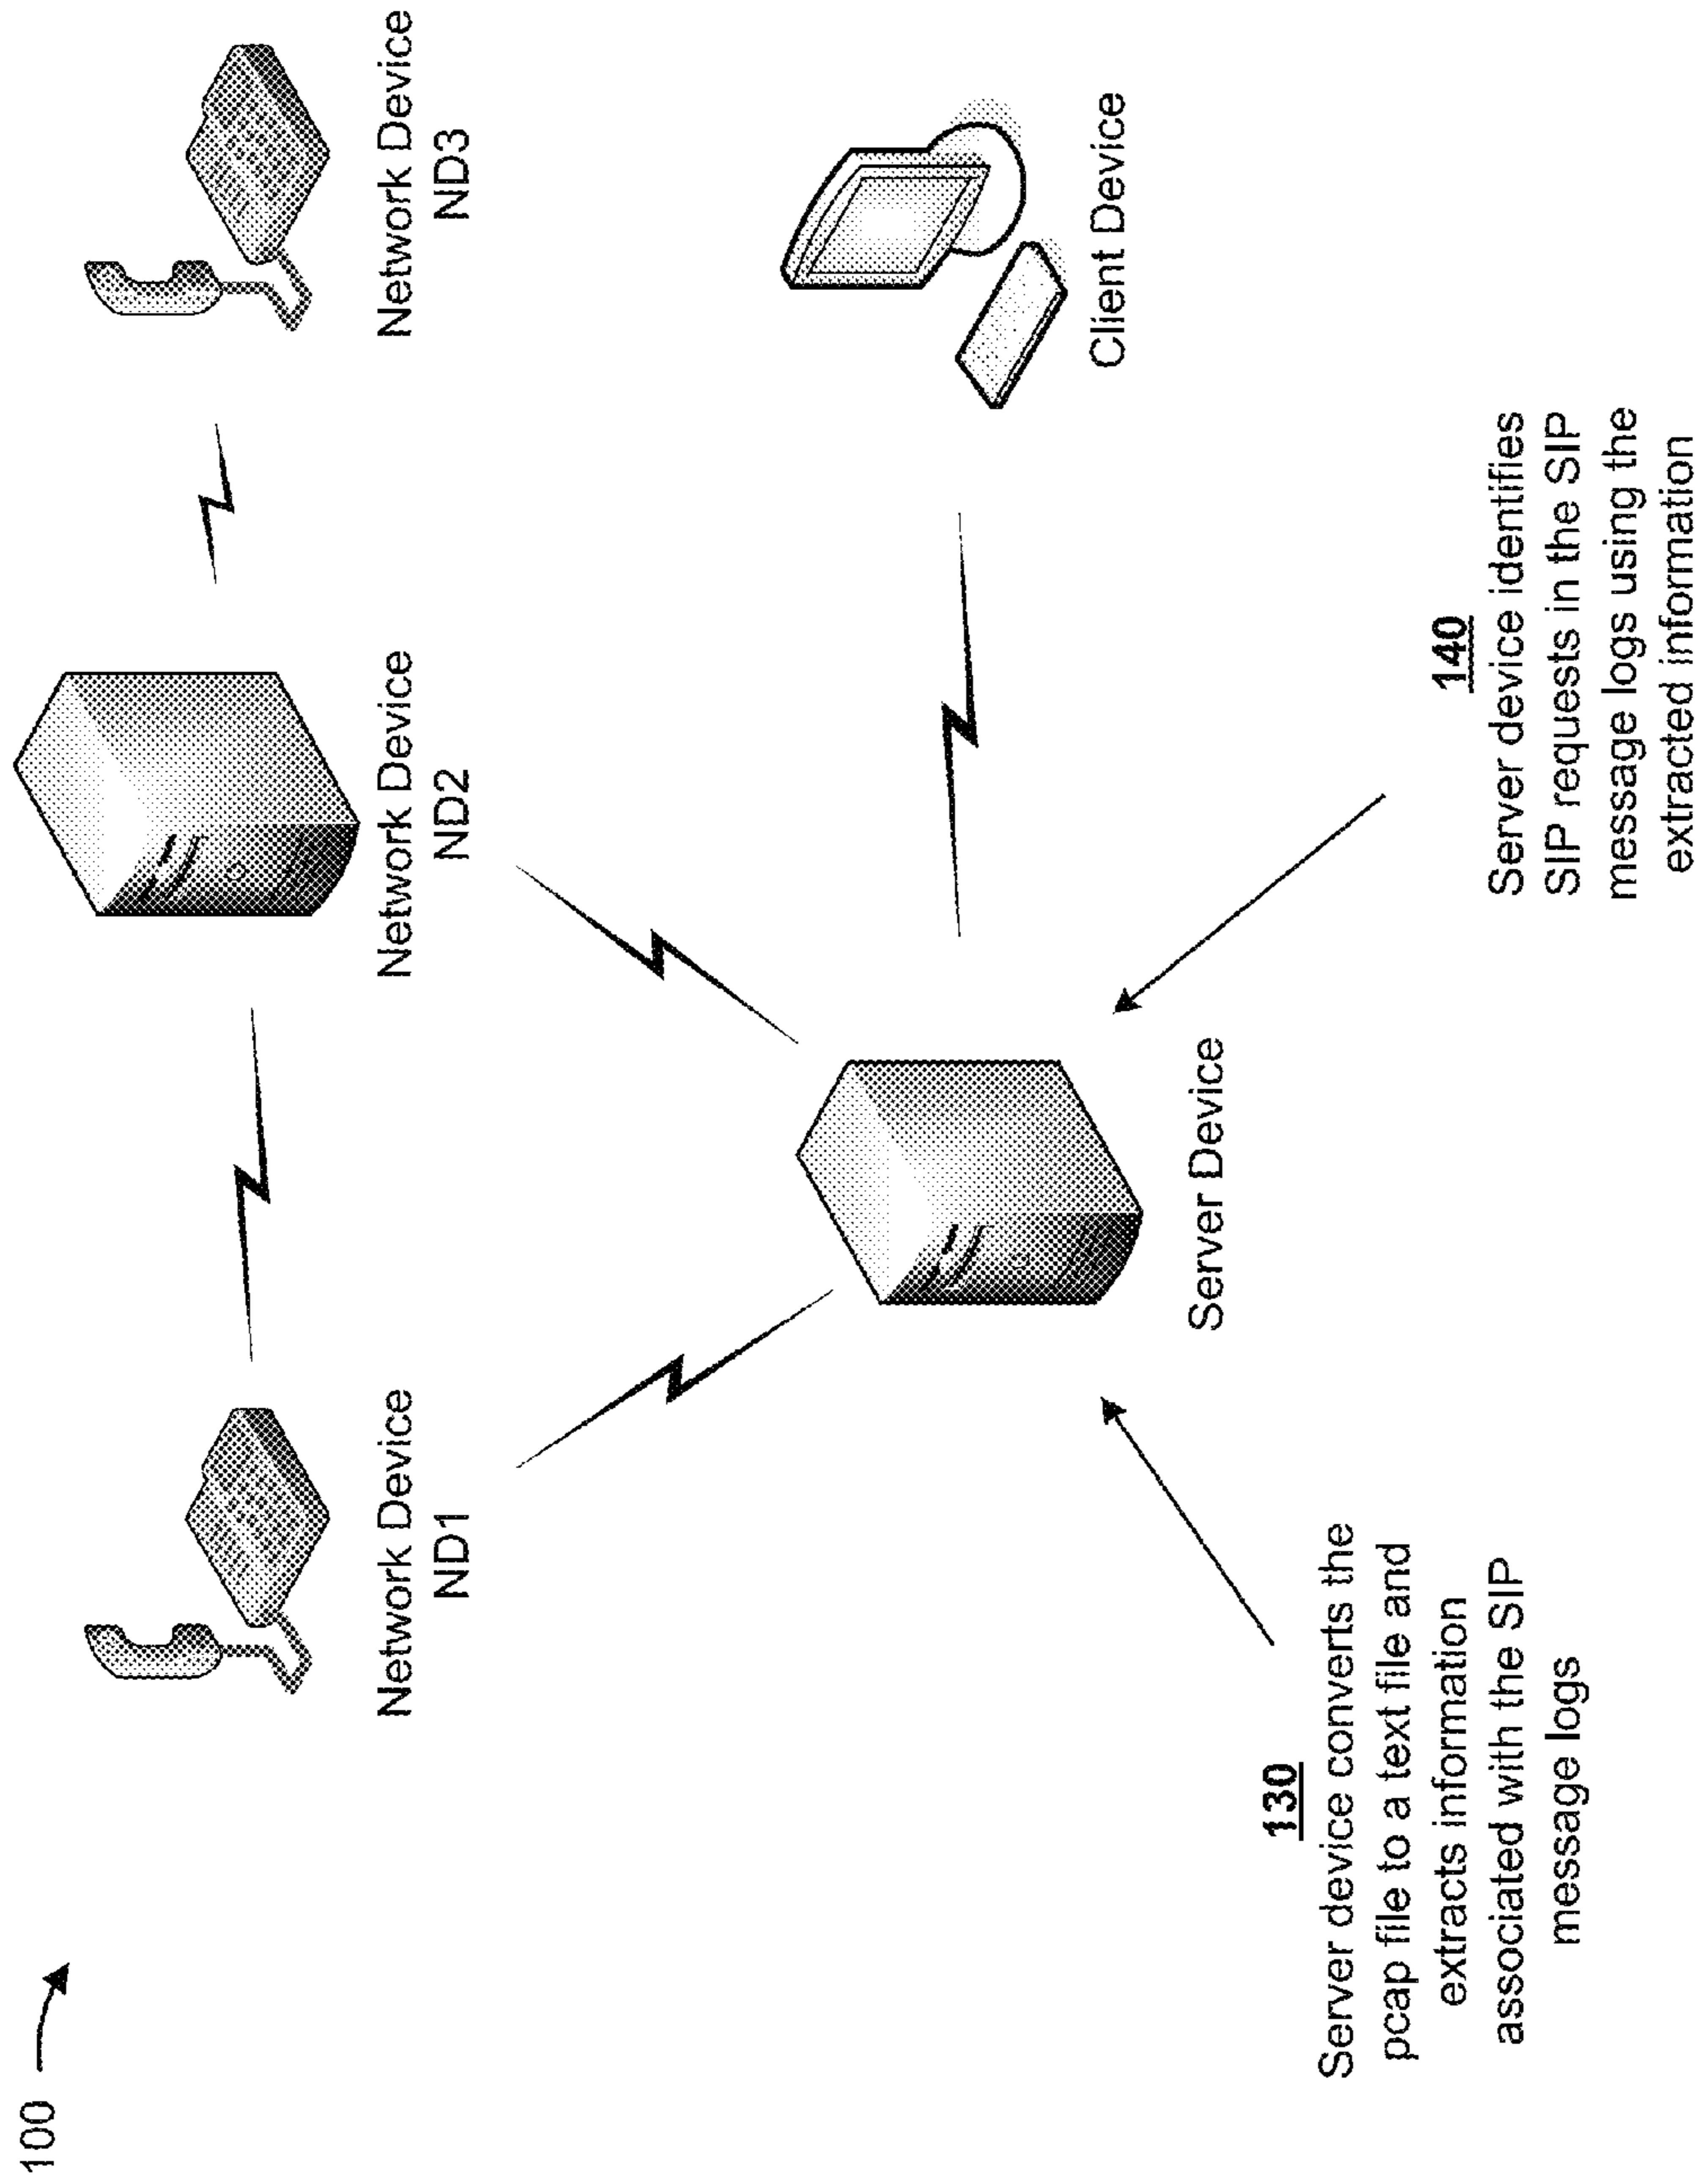 100
Network Device
ND1
Network Device
ND2
Network Device
ND3
Server Device
Client Device
130
Server device converts the
pcap file to a text file and
extracts information
associated with the SIP
message logs
140
Server device identifies
SIP requests in the SIP
message logs using the
extracted information